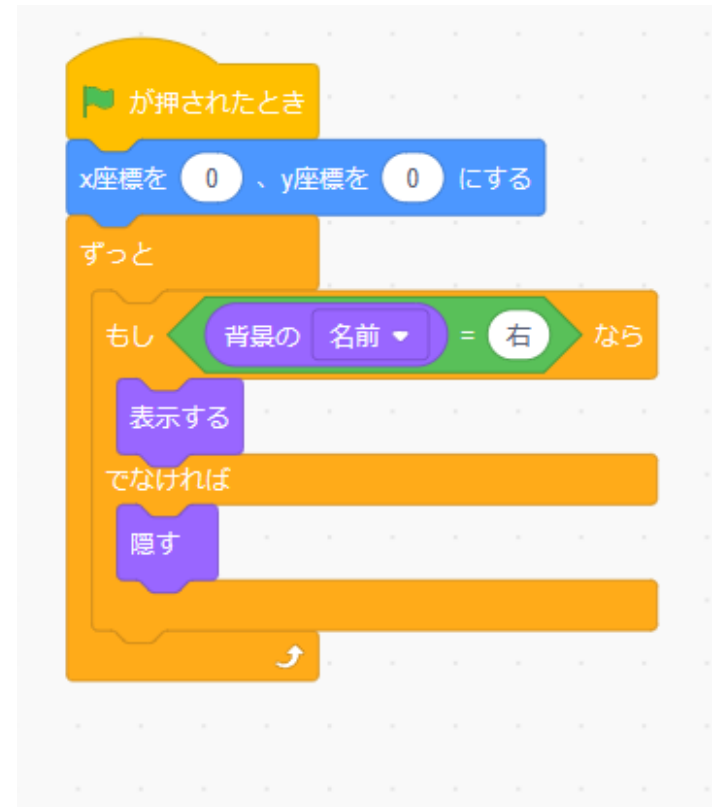 が押されたとき
x座標を 0 、y座標を 0 にする
ずっと
もし 背景の 名前 = 右 なら
表示する
でなければ
隠す